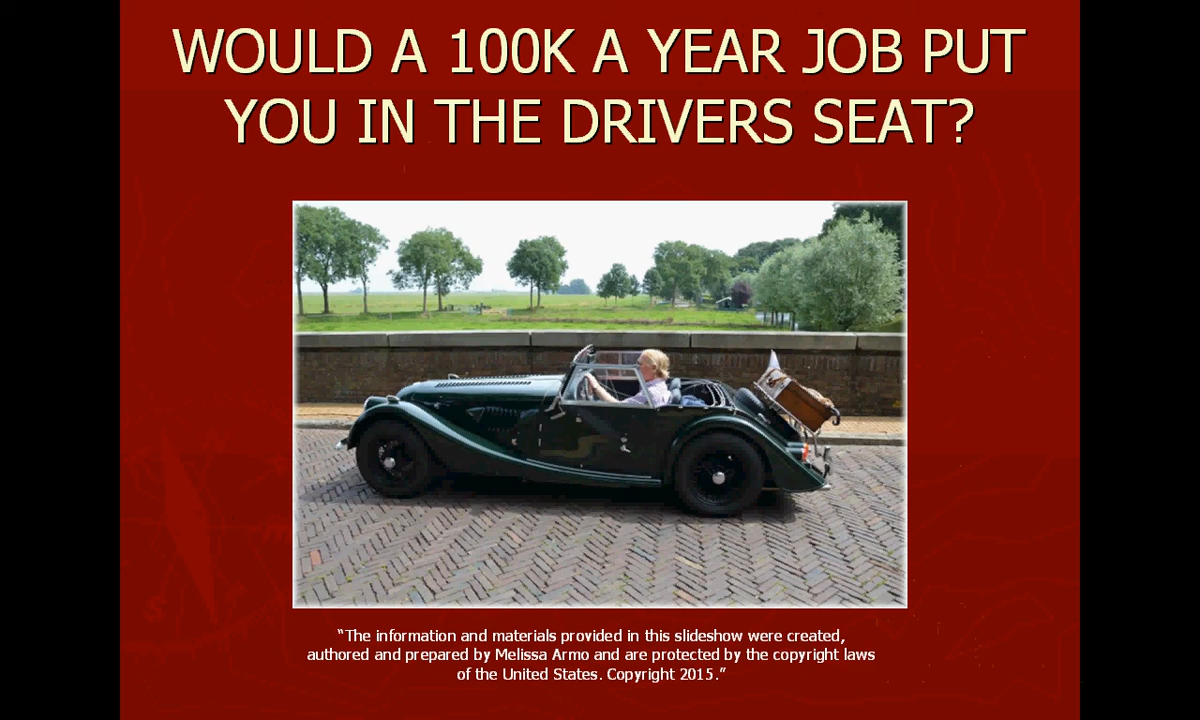 WOULD A 100K A YEAR JOB PUT
YOU IN THE DRIVERS SEAT?
“The information and materials provided in this slideshow were created,
authored and prepared by Melissa Armo and are protected by the copyright laws
of the United States. Copyright 2015.”